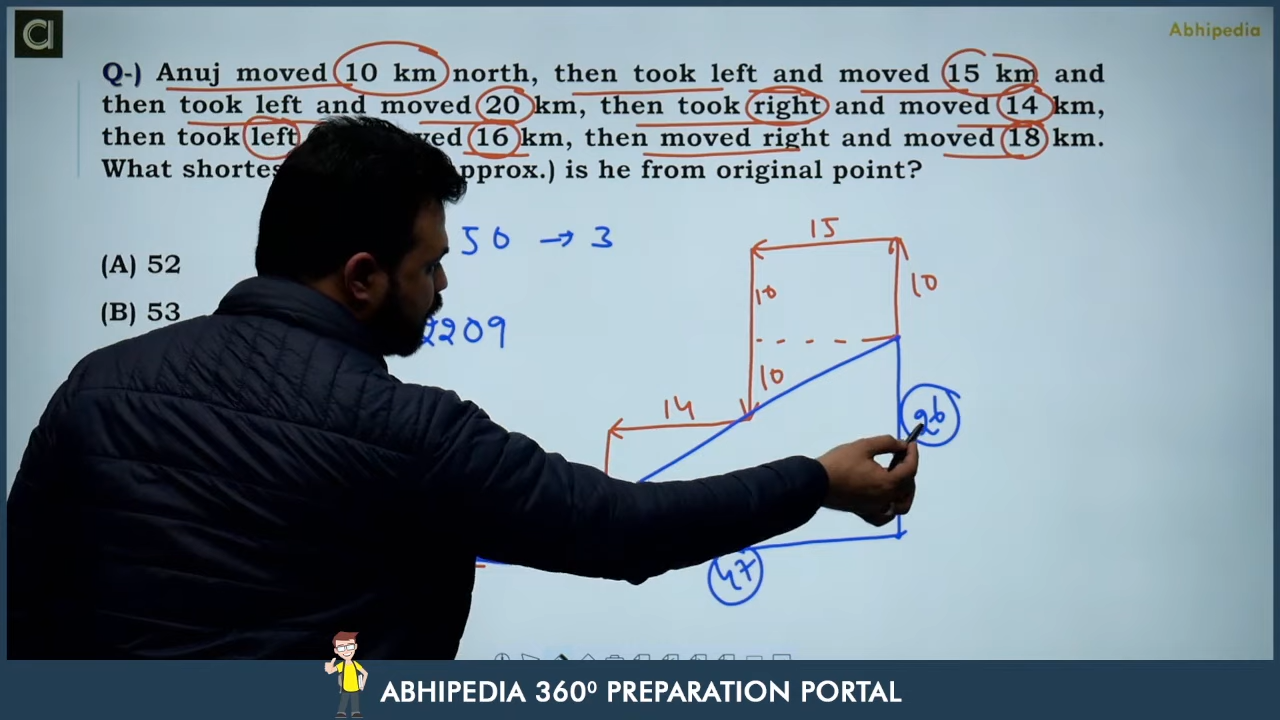 Abhipedia
Q-) Anuj moved 10 km north, then took left and moved 15 km and
then took left and moved 20 km, then took right and moved 14 km,
then took left ved 16 km, then moved right and moved 18 km.
What shortes pprox.) is he from original point?
50 → 3
15
(A) 52
10
10
(B) 53
2209
10
14
26
47
ABHIPEDIA 360⁰ PREPARATION PORTAL